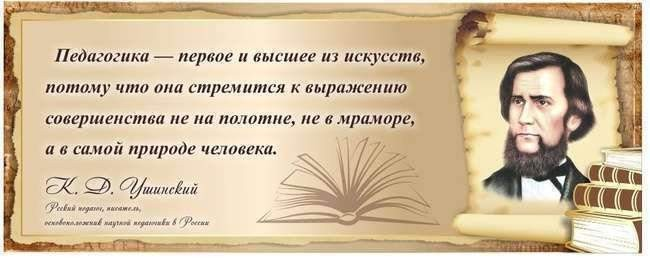 Педагогика — первое и высшее из искусств,
потому что она стремится к выражению
совершенства не на полотне, не в мраморе,
а в самой природе человека.
К. Д. Ушинский
Русский педагог, писатель,
основоположник научной педагогики в России